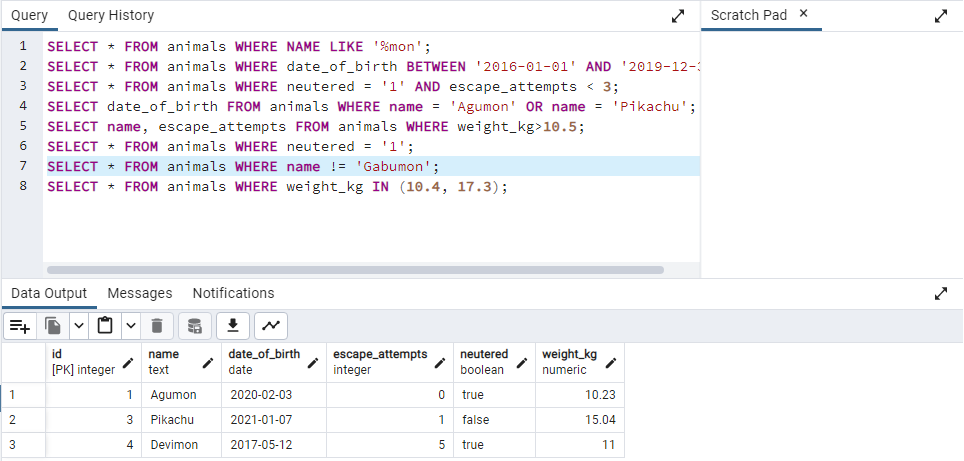 Query Query History Scratch Pad ×
1 SELECT * FROM animals WHERE NAME LIKE '%mon';
2 SELECT * FROM animals WHERE date_of_birth BETWEEN '2016-01-01' AND '2019-12-
3 SELECT * FROM animals WHERE neutered = '1' AND escape_attempts < 3;
4 SELECT date_of_birth FROM animals WHERE name = 'Agumon' OR name = 'Pikachu';
5 SELECT name, escape_attempts FROM animals WHERE weight_kg>10.5;
6 SELECT * FROM animals WHERE neutered = '1';
7 SELECT * FROM animals WHERE name != 'Gabumon';
8 SELECT * FROM animals WHERE weight_kg IN (10.4, 17.3);
Data Output Messages Notifications
id name date_of_birth escape_attempts neutered weight_kg
[PK] integer text date integer boolean numeric
1 1 Agumon 2020-02-03 0 true 10.23
2 3 Pikachu 2021-01-07 1 false 15.04
3 4 Devimon 2017-05-12 5 true 11